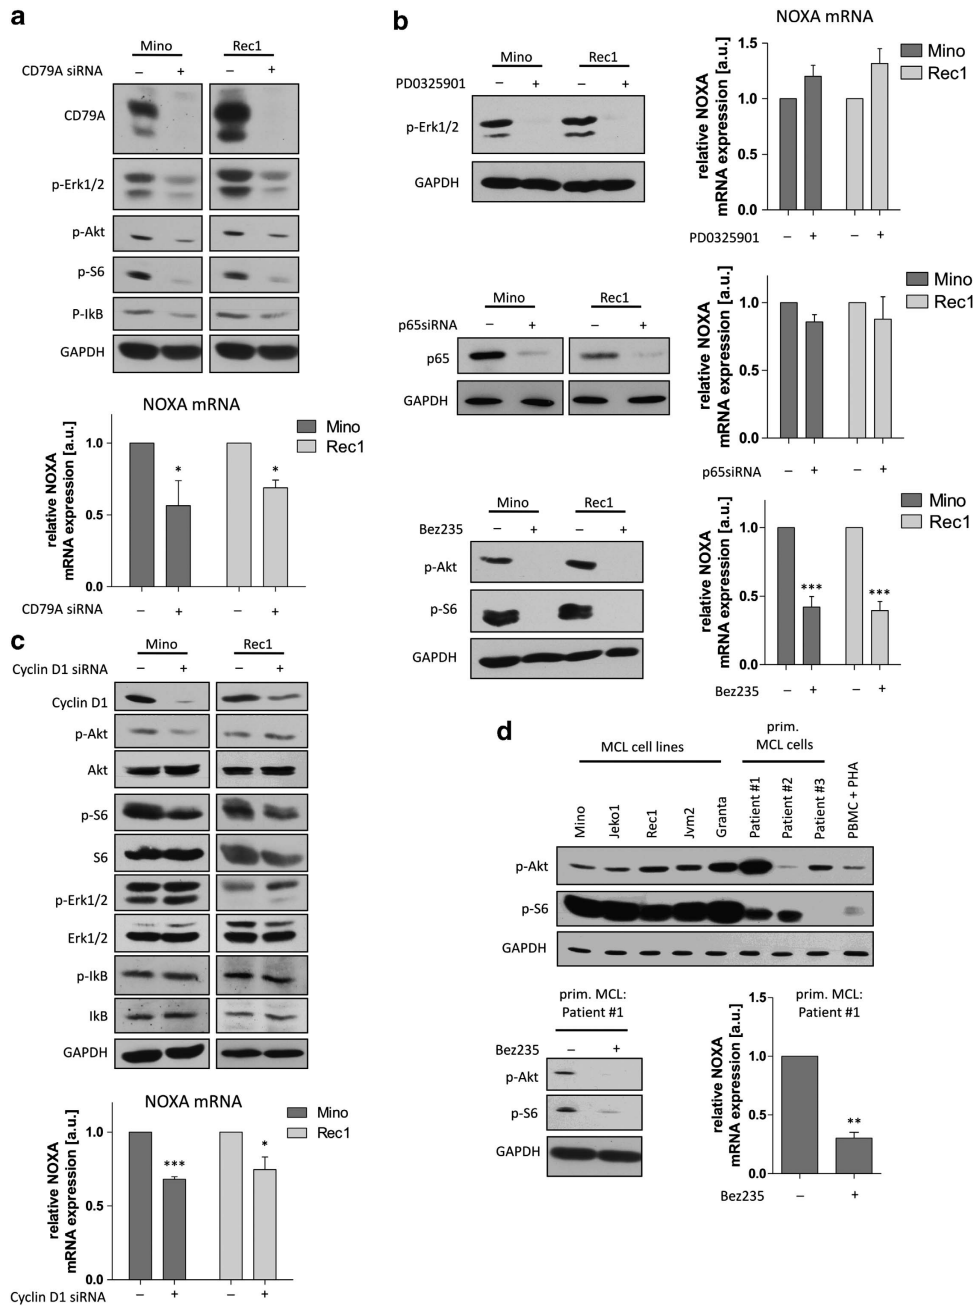 a
Mino Rec1
CD79A siRNA – + – +
CD79A
p-Erk1/2
p-Akt
p-S6
P-IkB
GAPDH
NOXA mRNA
Mino
Rec1
relative NOXA
mRNA expression [a.u.]
1.0
0.5
0.0
* *
CD79A siRNA – + – +
b
Mino Rec1
PD0325901 – + – +
p-Erk1/2
GAPDH
NOXA mRNA
Mino
Rec1
relative NOXA
mRNA expression [a.u.]
1.5
1.0
0.5
0.0
PD0325901 – + – +
Mino Rec1
p65siRNA – + – +
p65
GAPDH
Mino
Rec1
relative NOXA
mRNA expression [a.u.]
1.0
0.5
0.0
p65siRNA – + – +
Mino Rec1
Bez235 – + – +
p-Akt
p-S6
GAPDH
Mino
Rec1
relative NOXA
mRNA expression [a.u.]
1.0
0.5
0.0
*** ***
Bez235 – + – +
c
Mino Rec1
Cyclin D1 siRNA – + – +
Cyclin D1
p-Akt
Akt
p-S6
S6
p-Erk1/2
Erk1/2
p-IkB
IkB
GAPDH
NOXA mRNA
Mino
Rec1
relative NOXA
mRNA expression [a.u.]
1.0
0.5
0.0
*** *
Cyclin D1 siRNA – + – +
d
MCL cell lines
prim.
MCL cells
Mino
Jeko1
Rec1
Jvm2
Granta
Patient #1
Patient #2
Patient #3
PBMC + PHA
p-Akt
p-S6
GAPDH
prim. MCL:
Patient #1
Bez235 – +
p-Akt
p-S6
GAPDH
prim. MCL:
Patient #1
relative NOXA
mRNA expression [a.u.]
1.5
1.0
0.5
0.0
**
Bez235 – +